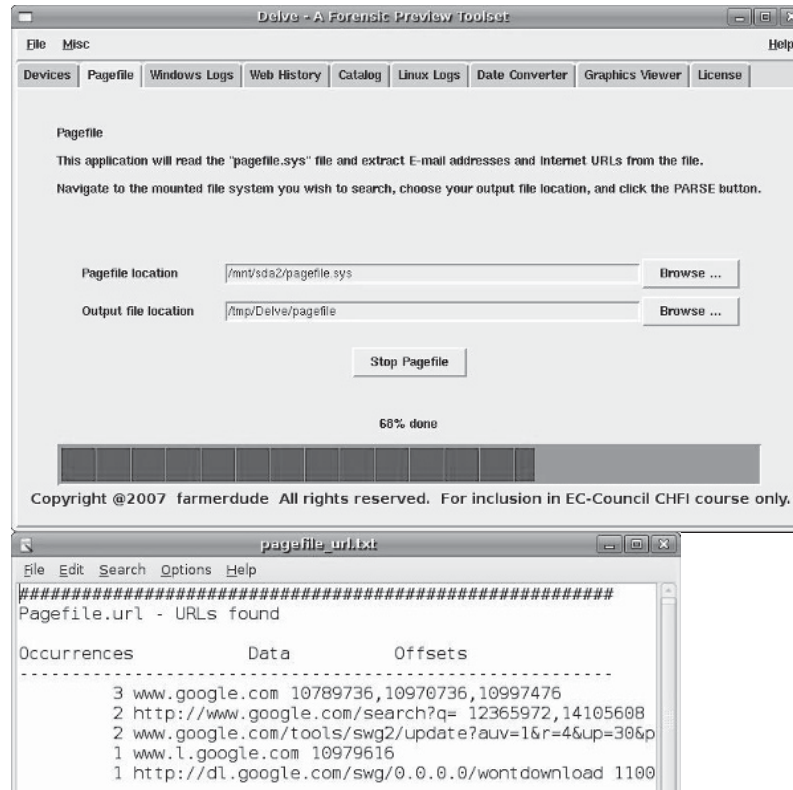 Delve - A Forensic Preview Toolset
File Misc Help
Devices Pagefile Windows Logs Web History Catalog Linux Logs Date Converter Graphics Viewer License
Pagefile
This application will read the "pagefile.sys" file and extract E-mail addresses and Internet URLs from the file.
Navigate to the mounted file system you wish to search, choose your output file location, and click the PARSE button.
Pagefile location /mnt/sda2/pagefile.sys Browse ...
Output file location /tmp/Delve/pagefile Browse ...
Stop Pagefile
68% done
Copyright @2007 farmerdude All rights reserved. For inclusion in EC-Council CHFI course only.
pagefile_url.txt
File Edit Search Options Help
#######################################################
Pagefile.url - URLs found
Occurrences Data Offsets
-------------------------------------------------------
3 www.google.com 10789736,10970736,10997476
2 http://www.google.com/search?q= 12365972,14105608
2 www.google.com/tools/swg2/update?auv=1&r=4&up=30&p
1 www.l.google.com 10979616
1 http://dl.google.com/swg/0.0.0.0/wontdownload 1100